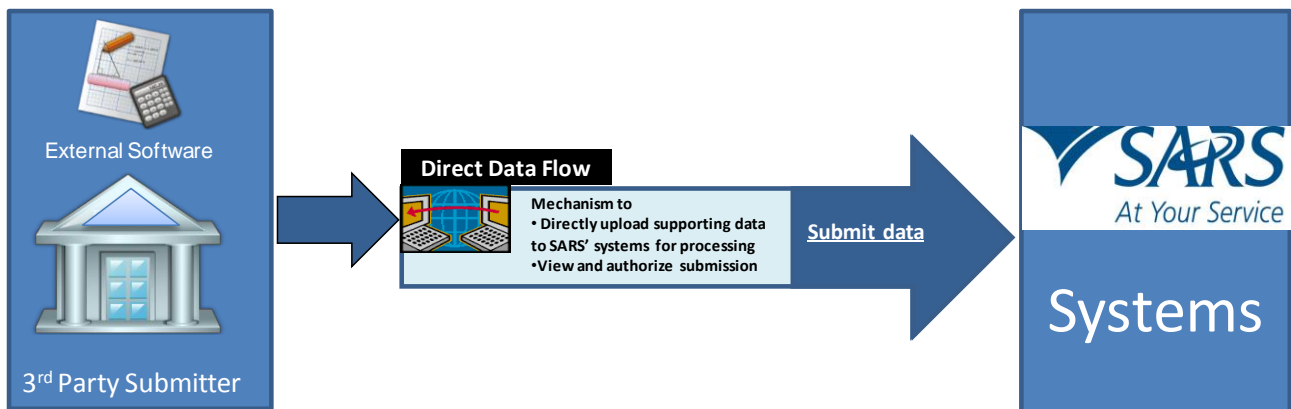 External Software
3rd Party Submitter
Direct Data Flow
Mechanism to
• Directly upload supporting data
to SARS' systems for processing
•View and authorize submission
Submit data
SARS
At Your Service
Systems